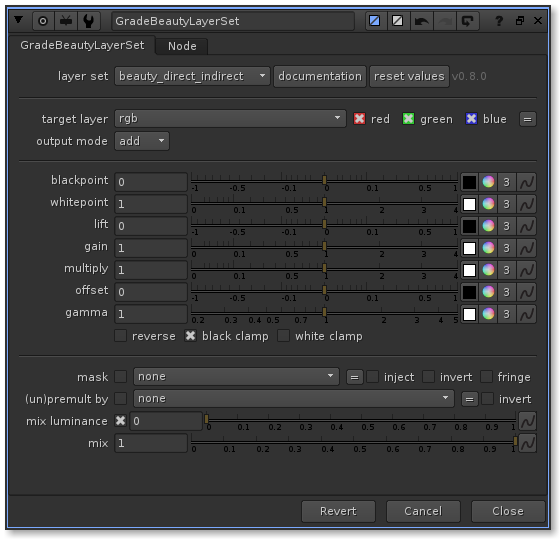 GradeBeautyLayerSet ?
GradeBeautyLayerSet Node
layer set beauty_direct_indirect documentation reset values v0.8.0
target layer rgb red green blue =
output mode add
blackpoint 0 -1 -0.5 -0.1 0 0.1 0.5 1 3
whitepoint 1 0 0.1 1 2 3 4 3
lift 0 -1 -0.5 -0.1 0 0.1 0.5 1 3
gain 1 0 0.1 1 2 3 4 3
multiply 1 0 0.1 1 2 3 4 3
offset 0 -1 -0.5 -0.1 0 0.1 0.5 1 3
gamma 1 0.2 0.3 0.4 0.5 0.7 1 2 3 4 5 3
reverse black clamp white clamp
mask none = inject invert fringe
(un)premult by none = invert
mix luminance 0 0 0.1 0.2 0.3 0.4 0.5 0.6 0.7 0.8 0.9 1
mix 1 0 0.1 0.2 0.3 0.4 0.5 0.6 0.7 0.8 0.9 1
Revert Cancel Close